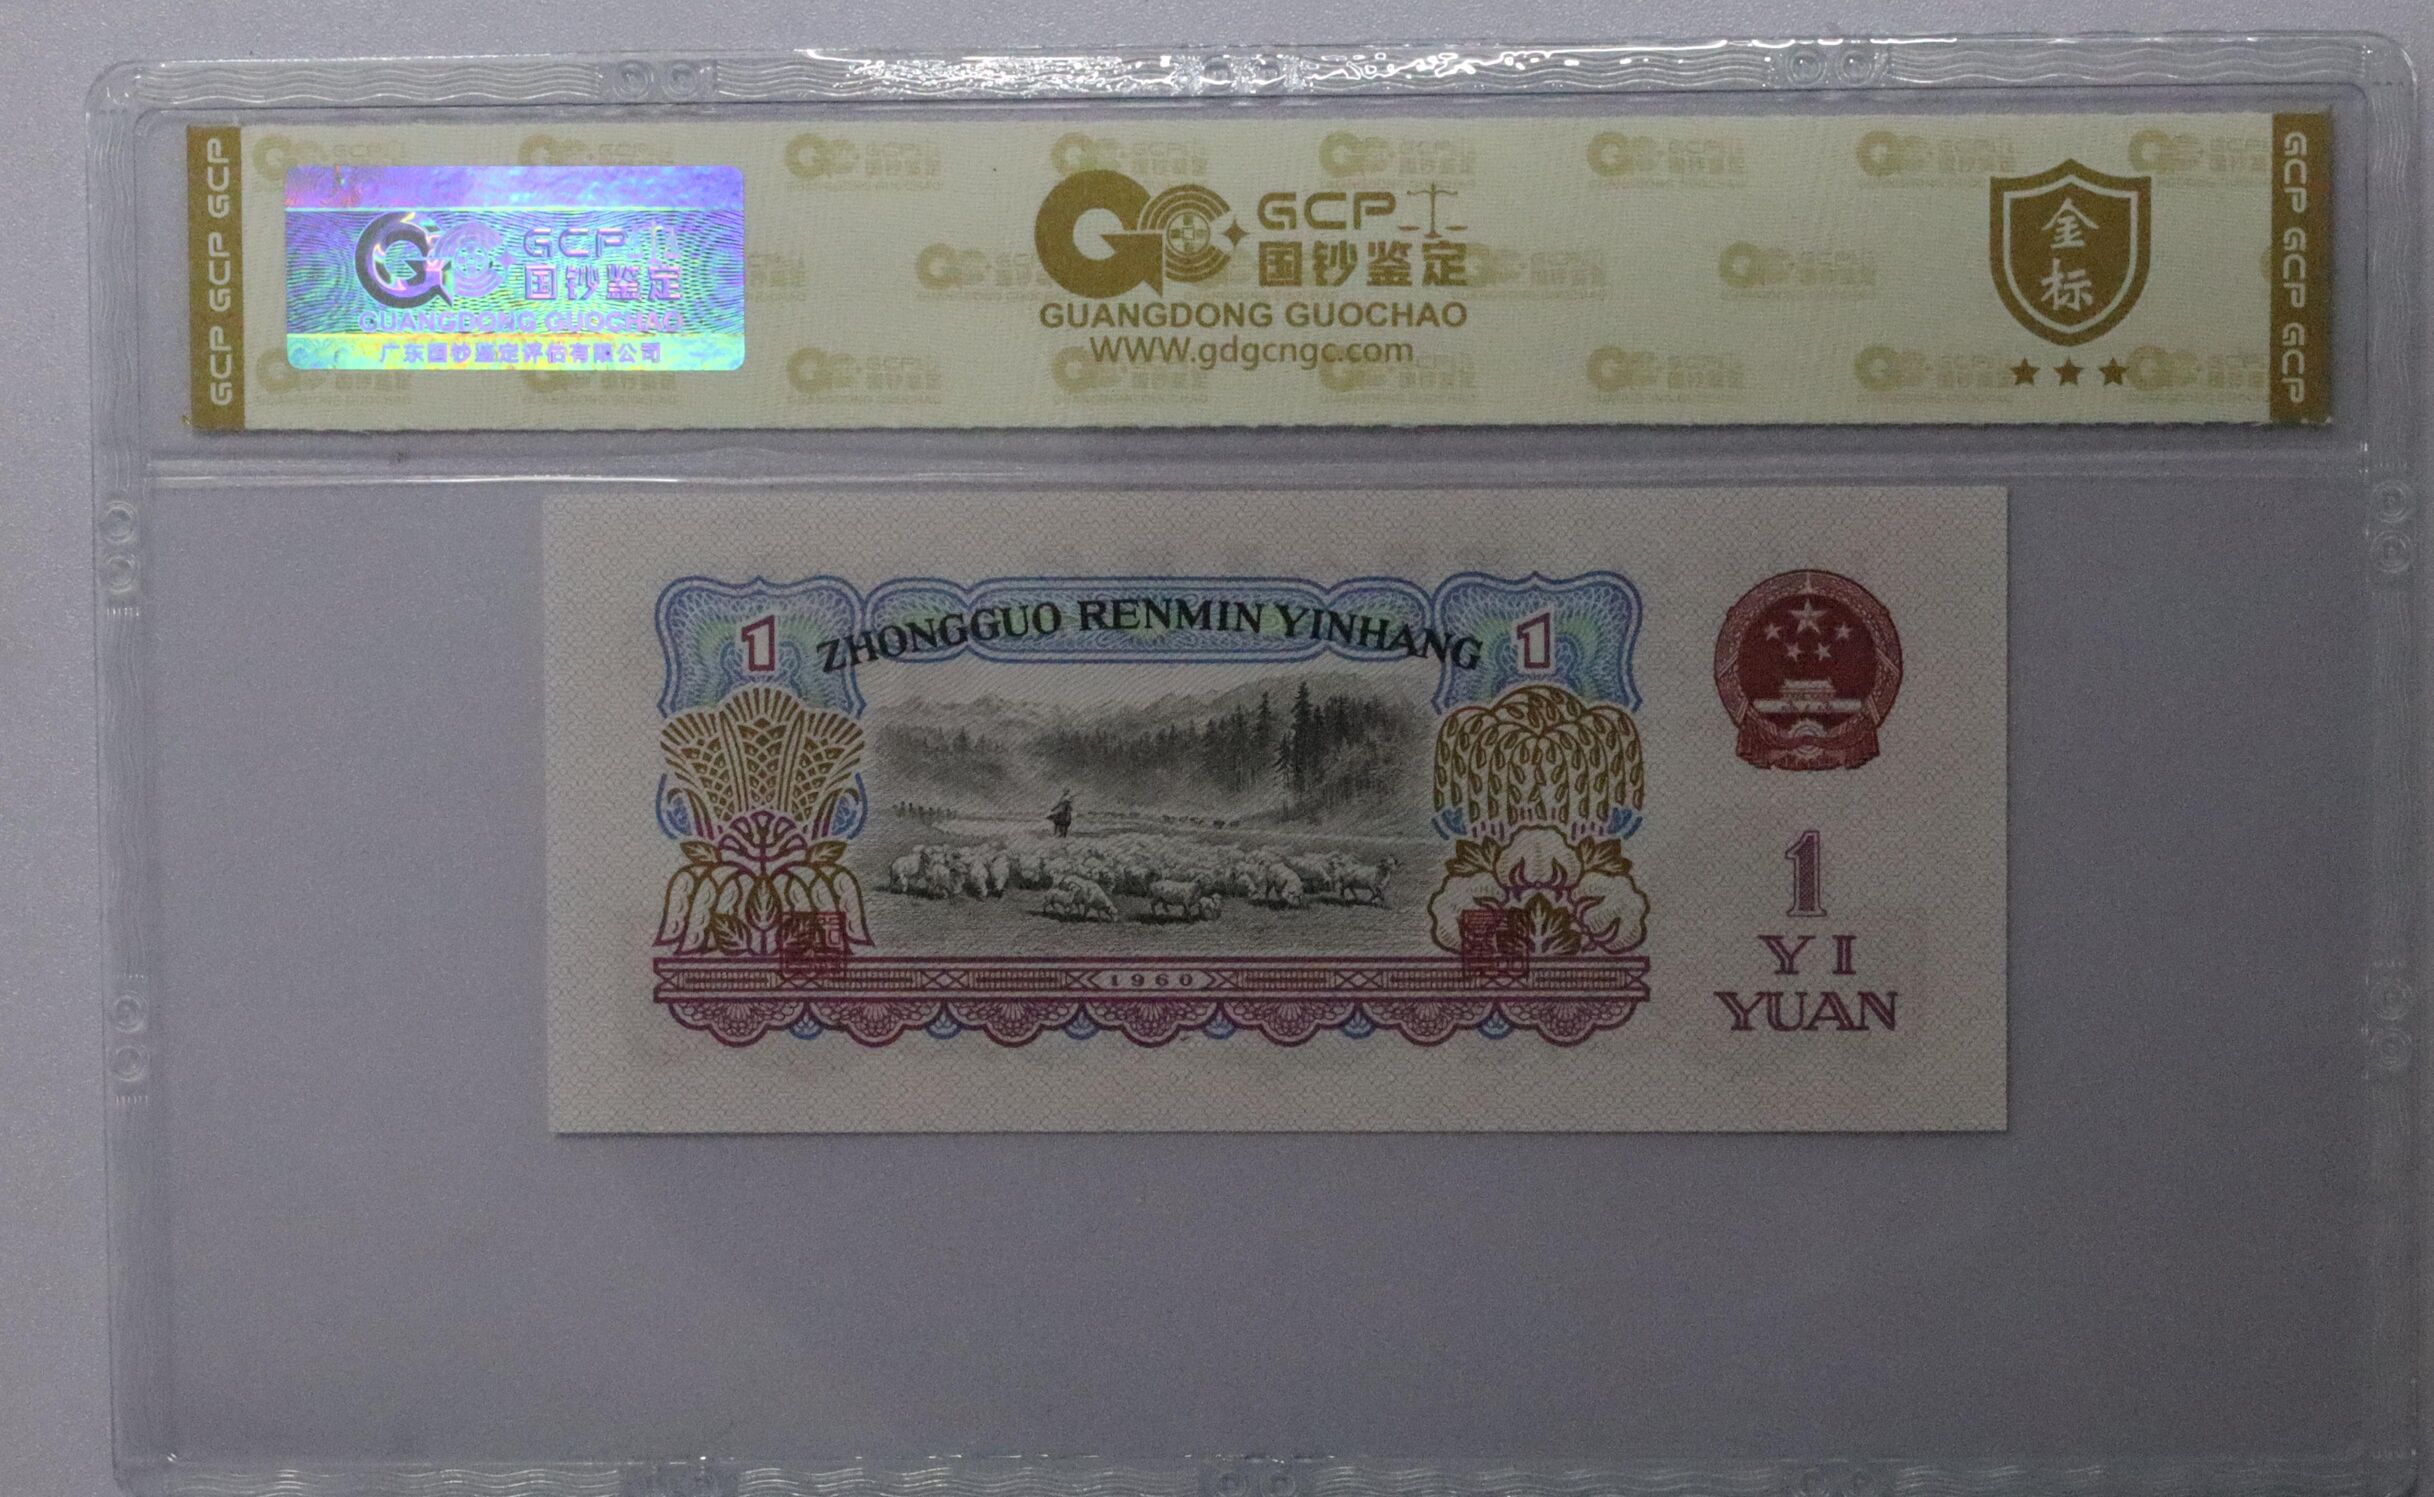 GCP GCP GCP
GCP
国钞鉴定
GUANGDONG GUOCHAO
广东国钞鉴定评估有限公司
GCP
国钞鉴定
GUANGDONG GUOCHAO
WWW.gdgcngc.com
金
标
GCP GCP GCP
1
ZHONGGUO RENMIN YINHANG
1
1960
1
YI
YUAN